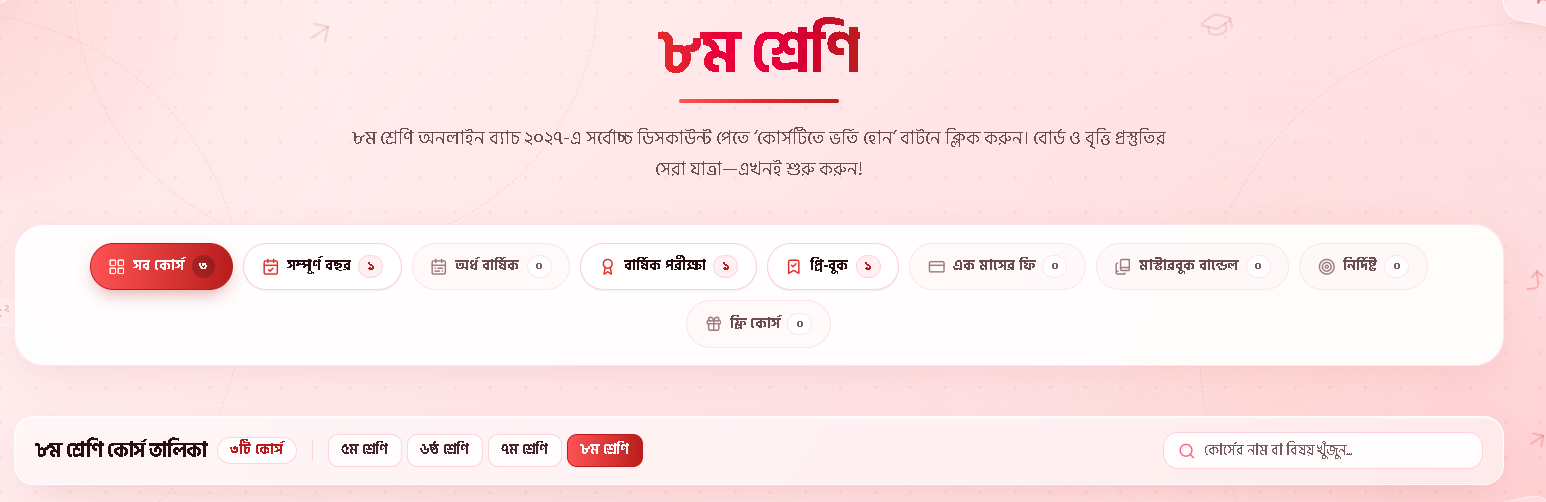 ৮ম শ্রেণি
৮ম শ্রেণি অনলাইন ব্যাচ ২০২৭-এ সর্বোচ্চ ডিসকাউন্ট পেতে ‘কোর্সটিতে ভর্তি হোন’ বাটনে ক্লিক করুন। বোর্ড ও বৃত্তি প্রস্তুতির
সেরা যাত্রা—এখনই শুরু করুন!
সব কোর্স ৩ সম্পূর্ণ বছর ১ অর্ধ বার্ষিক ০ বার্ষিক পরীক্ষা ১ প্রি-বুক ১ এক মাসের ফি ০ মাস্টারবুক বান্ডেল ০ নির্দিষ্ট ০
ফ্রি কোর্স ০
৮ম শ্রেণি কোর্স তালিকা ৩টি কোর্স ৫ম শ্রেণি ৬ষ্ঠ শ্রেণি ৭ম শ্রেণি ৮ম শ্রেণি কোর্সের নাম বা বিষয় খুঁজুন...